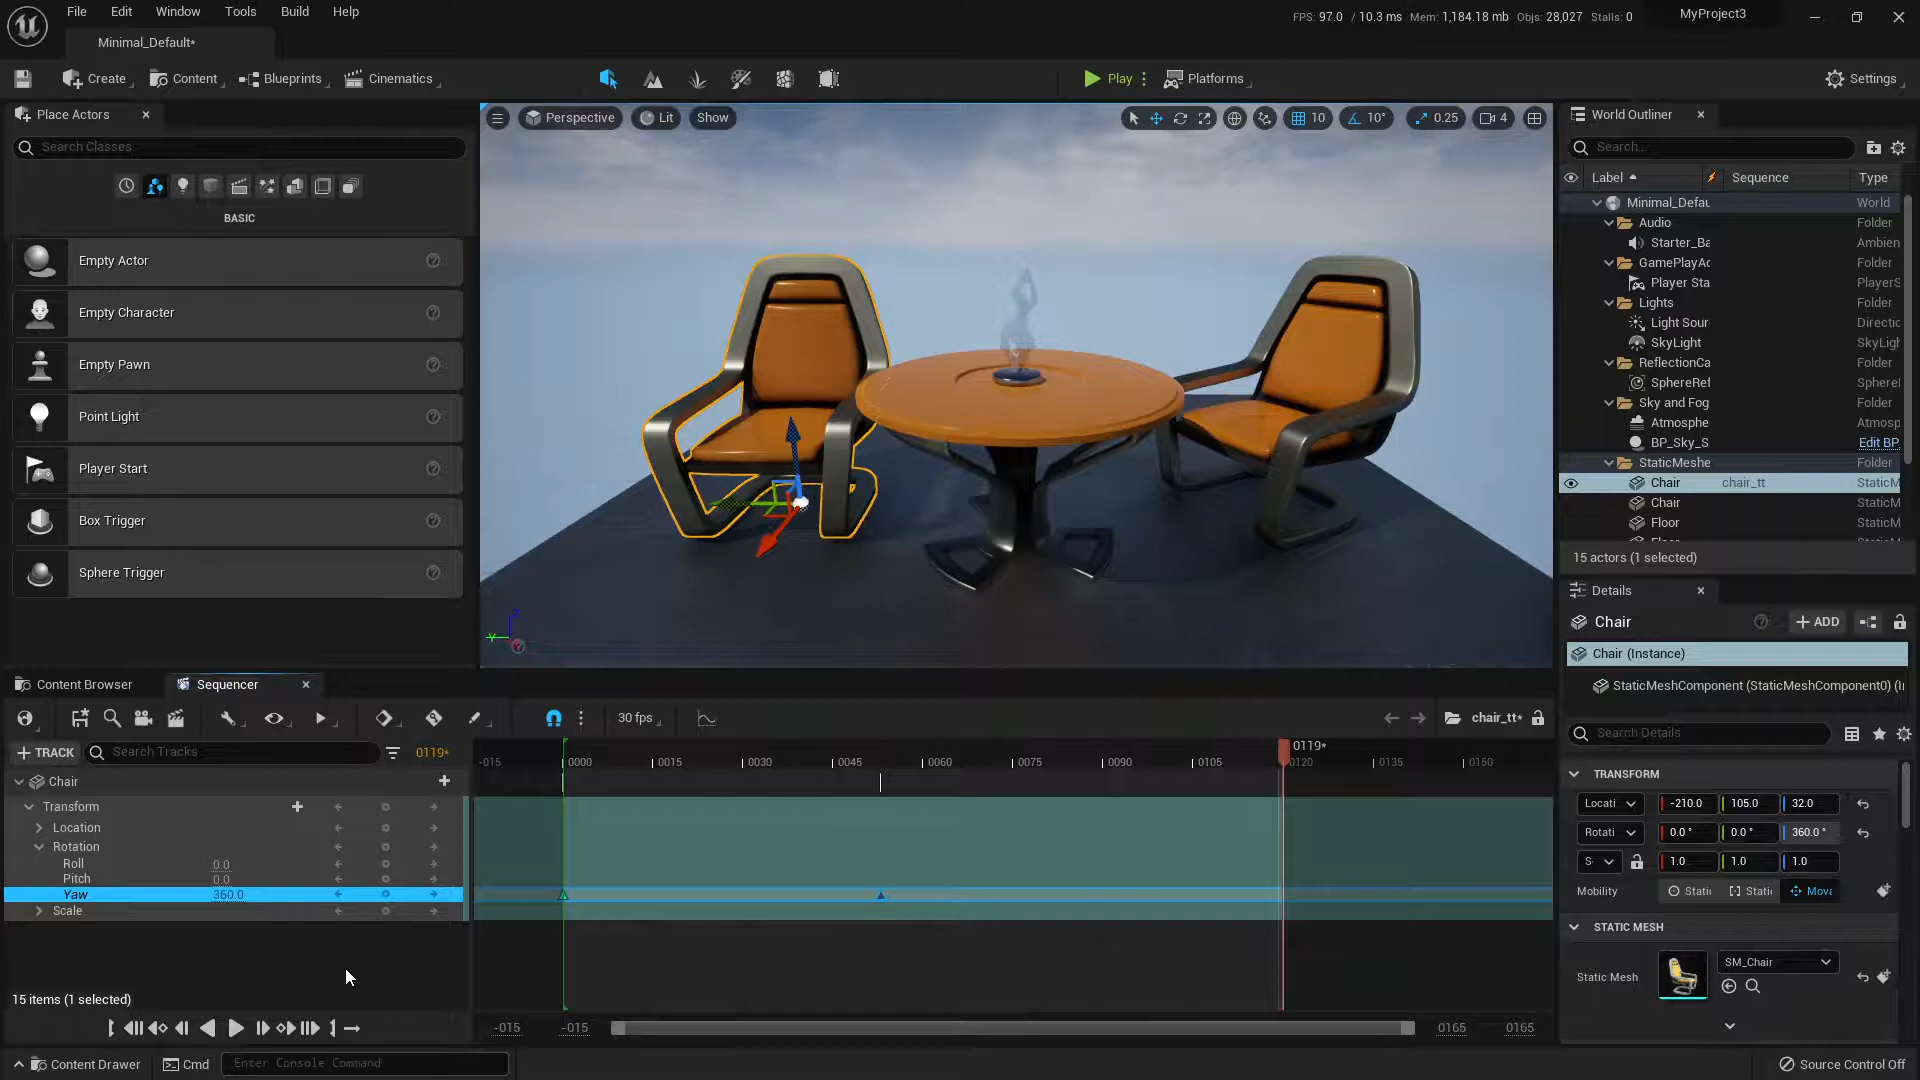 File Edit Window Tools Build Help
FPS: 97.0 / 10.3 ms Mem: 1,184.18 mb Objs: 28,027 Stalls: 0
MyProject3
Minimal_Default*
Create Content Blueprints Cinematics
Play Platforms
Settings
Place Actors
Search Classes
BASIC
Empty Actor
Empty Character
Empty Pawn
Point Light
Player Start
Box Trigger
Sphere Trigger
Perspective Lit Show
10 10° 0.25 4
World Outliner
Search...
Label Sequence Type
Minimal_Defau World
Audio Folder
Starter_Ba Ambien
GamePlayAc Folder
Player Sta PlayerS
Lights Folder
Light Sour Directic
SkyLight SkyLigh
ReflectionCa Folder
SphereRef SphereI
Sky and Fog Folder
Atmosphe Atmosp
BP_Sky_S Edit BP
StaticMeshe Folder
Chair chair_tt StaticM
Chair StaticM
Floor StaticM
15 actors (1 selected)
Details
Chair
ADD
Chair (Instance)
StaticMeshComponent (StaticMeshComponent0) (I
Search Details
TRANSFORM
Locati -210.0 105.0 32.0
Rotati 0.0 ° 0.0 ° 360.0 °
S 1.0 1.0 1.0
Mobility Stati Stati Mova
STATIC MESH
Static Mesh SM_Chair
Content Browser Sequencer
30 fps
chair_tt*
TRACK Search Tracks 0119*
-015 0000 0015 0030 0045 0060 0075 0090 0105 0120 0135 0150
0119*
Chair
Transform
Location
Rotation
Roll 0.0
Pitch 0.0
Yaw 360.0
Scale
15 items (1 selected)
-015 -015 0165 0165
Content Drawer Cmd Enter Console Command
Source Control Off
Y Z